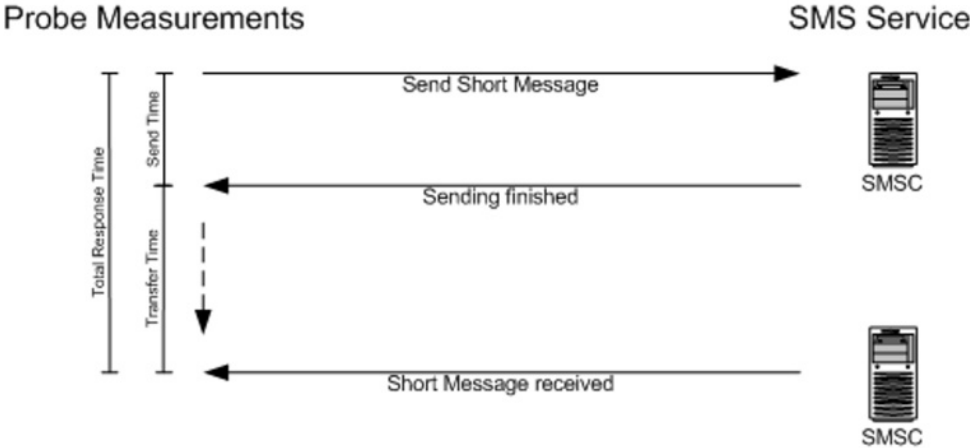 Probe Measurements
SMS Service
Send Short Message
Send Time
Total Response Time
SMSC
Sending finished
Transfer Time
Short Message received
SMSC